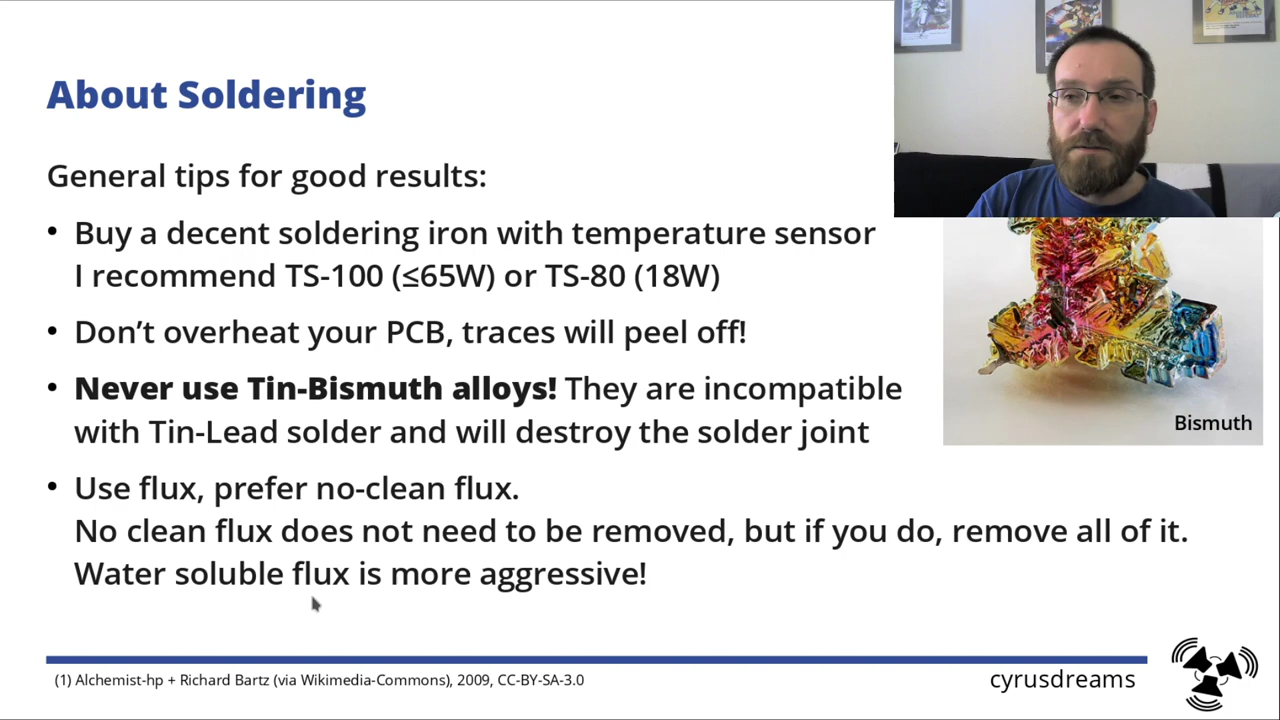 About Soldering
General tips for good results:
• Buy a decent soldering iron with temperature sensor
I recommend TS-100 (≤65W) or TS-80 (18W)
• Don’t overheat your PCB, traces will peel off!
• Never use Tin-Bismuth alloys! They are incompatible
with Tin-Lead solder and will destroy the solder joint
Bismuth
• Use flux, prefer no-clean flux.
No clean flux does not need to be removed, but if you do, remove all of it.
Water soluble flux is more aggressive!
(1) Alchemist-hp + Richard Bartz (via Wikimedia-Commons), 2009, CC-BY-SA-3.0
cyrusdreams